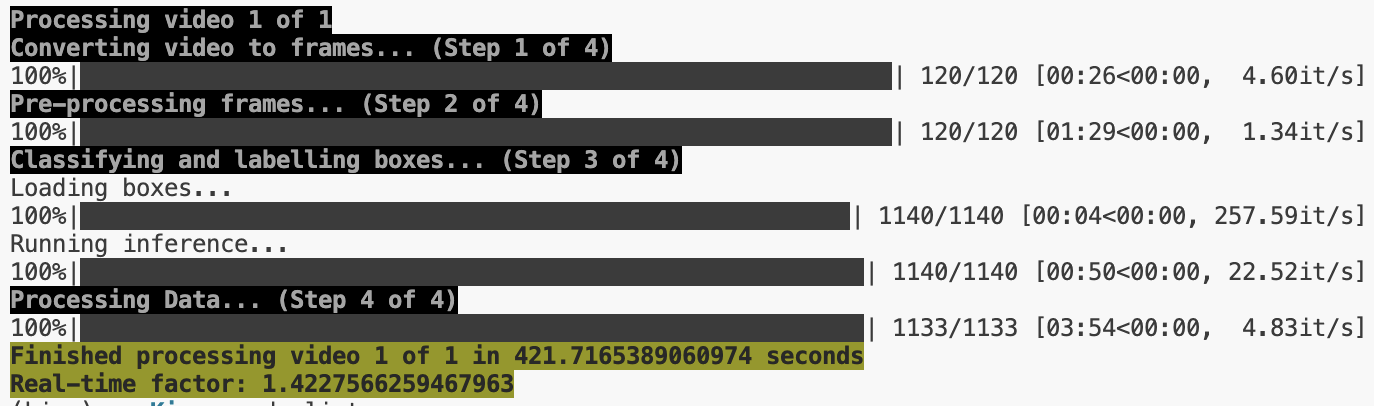 Processing video 1 of 1
Converting video to frames... (Step 1 of 4)
100%| | 120/120 [00:26<00:00,  4.60it/s]
Pre-processing frames... (Step 2 of 4)
100%| | 120/120 [01:29<00:00,  1.34it/s]
Classifying and labelling boxes... (Step 3 of 4)
Loading boxes...
100%| | 1140/1140 [00:04<00:00, 257.59it/s]
Running inference...
100%| | 1140/1140 [00:50<00:00, 22.52it/s]
Processing Data... (Step 4 of 4)
100%| | 1133/1133 [03:54<00:00,  4.83it/s]
Finished processing video 1 of 1 in 421.7165389060974 seconds
Real-time factor: 1.4227566259467963